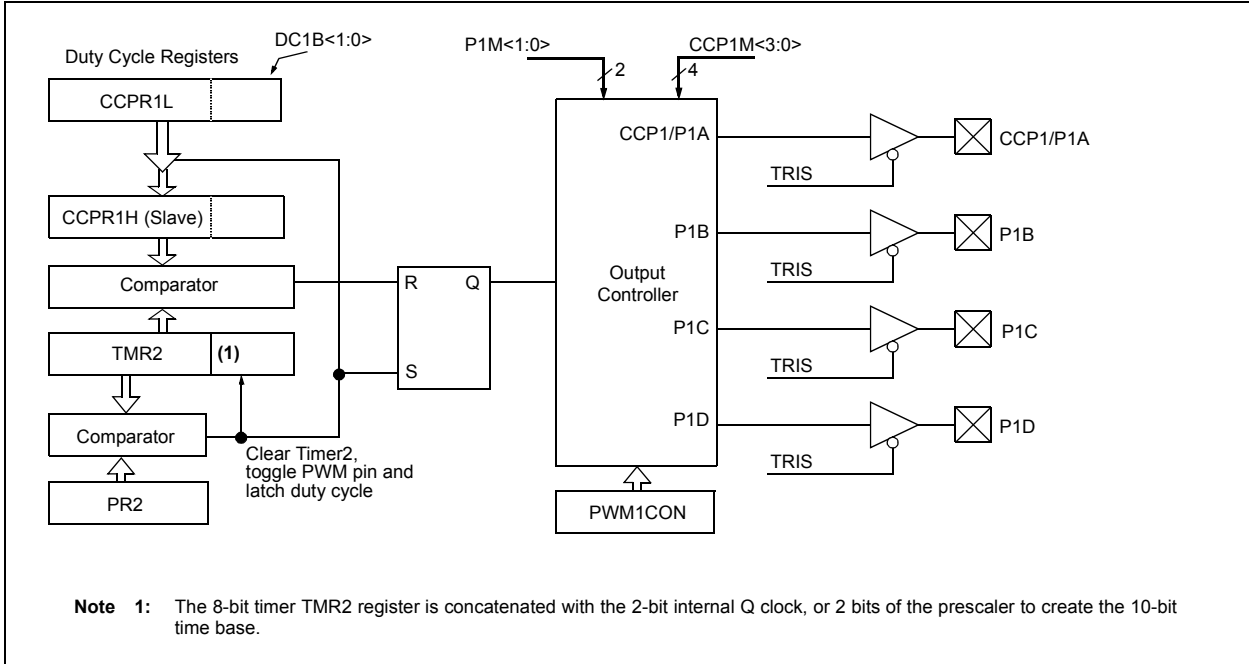 DC1B<1:0>
Duty Cycle Registers
CCPR1L
CCPR1H (Slave)
Comparator
TMR2
(1)
Comparator
PR2
Clear Timer2,
toggle PWM pin and
latch duty cycle
R
Q
S
P1M<1:0>
2
CCP1M<3:0>
4
Output
Controller
CCP1/P1A
P1B
P1C
P1D
PWM1CON
TRIS
CCP1/P1A
TRIS
P1B
TRIS
P1C
TRIS
P1D
Note 1: The 8-bit timer TMR2 register is concatenated with the 2-bit internal Q clock, or 2 bits of the prescaler to create the 10-bit
time base.